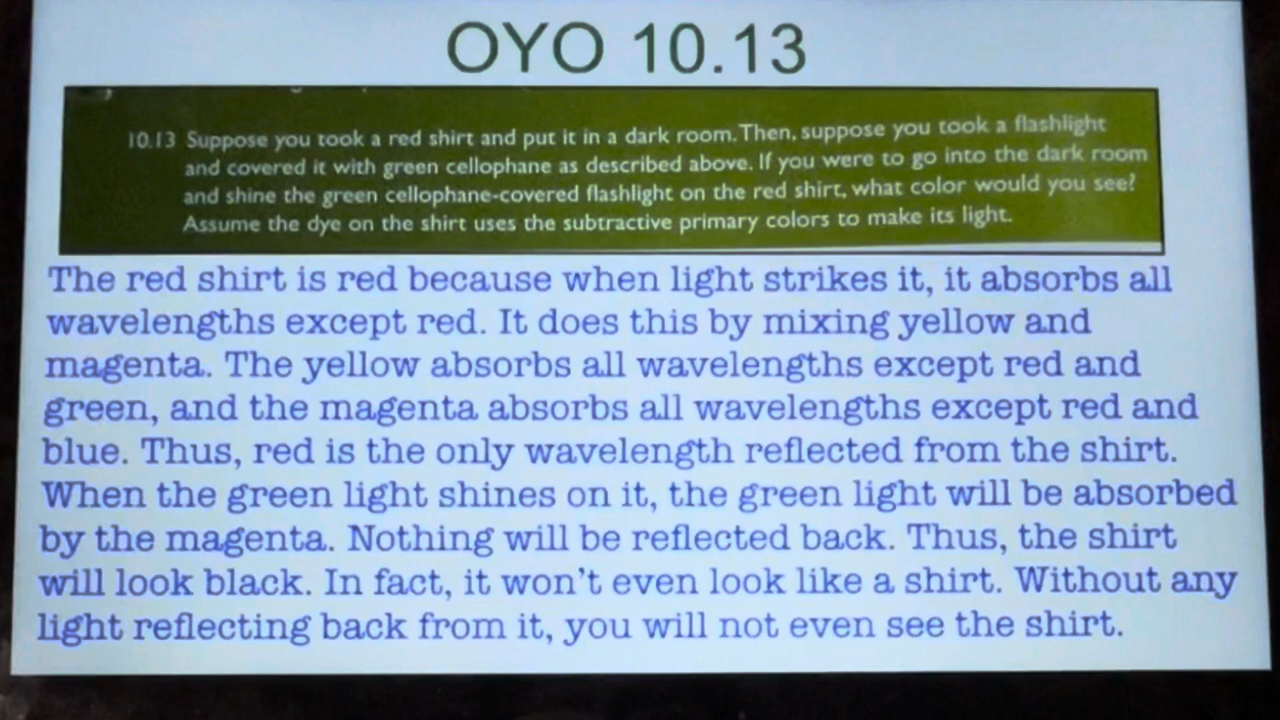 OYO 10.13
10.13 Suppose you took a red shirt and put it in a dark room. Then, suppose you took a flashlight
and covered it with green cellophane as described above. If you were to go into the dark room
and shine the green cellophane-covered flashlight on the red shirt, what color would you see?
Assume the dye on the shirt uses the subtractive primary colors to make its light.
The red shirt is red because when light strikes it, it absorbs all
wavelengths except red. It does this by mixing yellow and
magenta. The yellow absorbs all wavelengths except red and
green, and the magenta absorbs all wavelengths except red and
blue. Thus, red is the only wavelength reflected from the shirt.
When the green light shines on it, the green light will be absorbed
by the magenta. Nothing will be reflected back. Thus, the shirt
will look black. In fact, it won't even look like a shirt. Without any
light reflecting back from it, you will not even see the shirt.